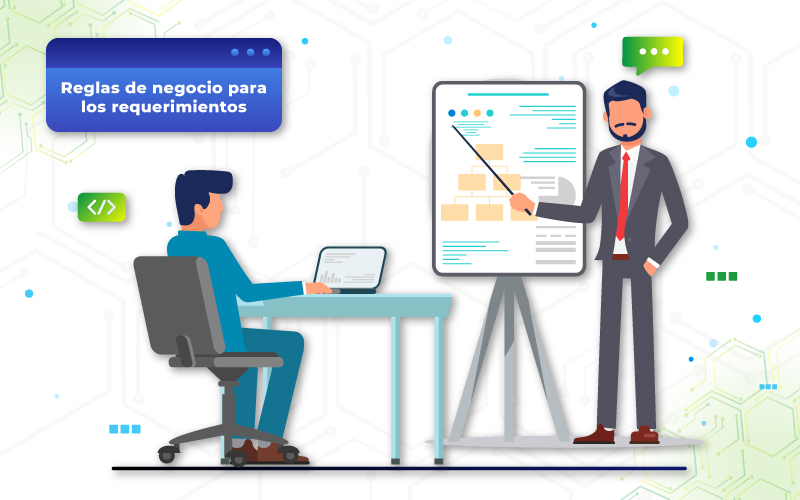 Reglas de negocio para
los requerimientos
</>